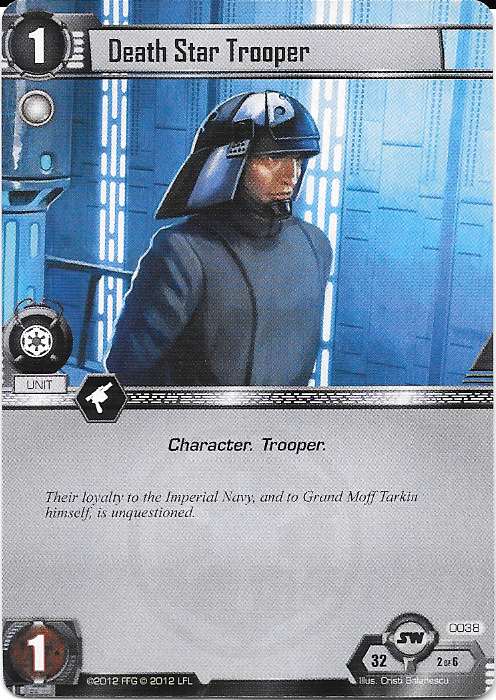 1
Death Star Trooper
UNIT
Character. Trooper.
Their loyalty to the Imperial Navy, and to Grand Moff Tarkin
himself, is unquestioned.
1
SW
0038
32
2 OF 6
©2012 FFG © 2012 LFL
Illus. Cristi Balanescu